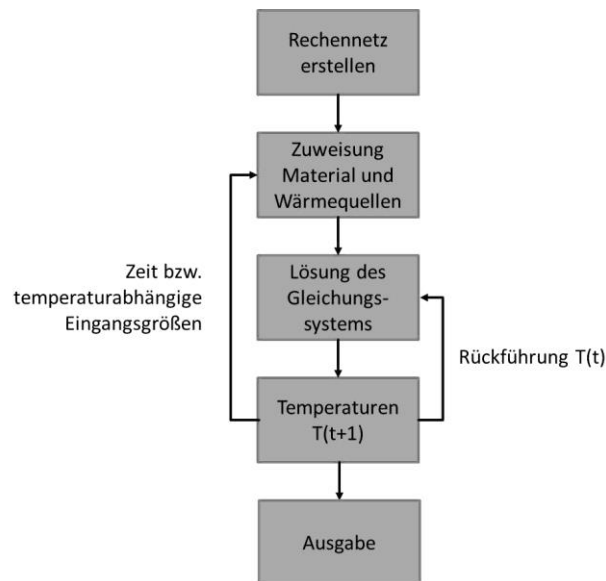 Rechennetz
erstellen
Zuweisung
Material und
Wärmequellen
Zeit bzw.
temperaturabhängige
Eingangsgrößen
Lösung des
Gleichungs-
systems
Rückführung T(t)
Temperaturen
T(t+1)
Ausgabe